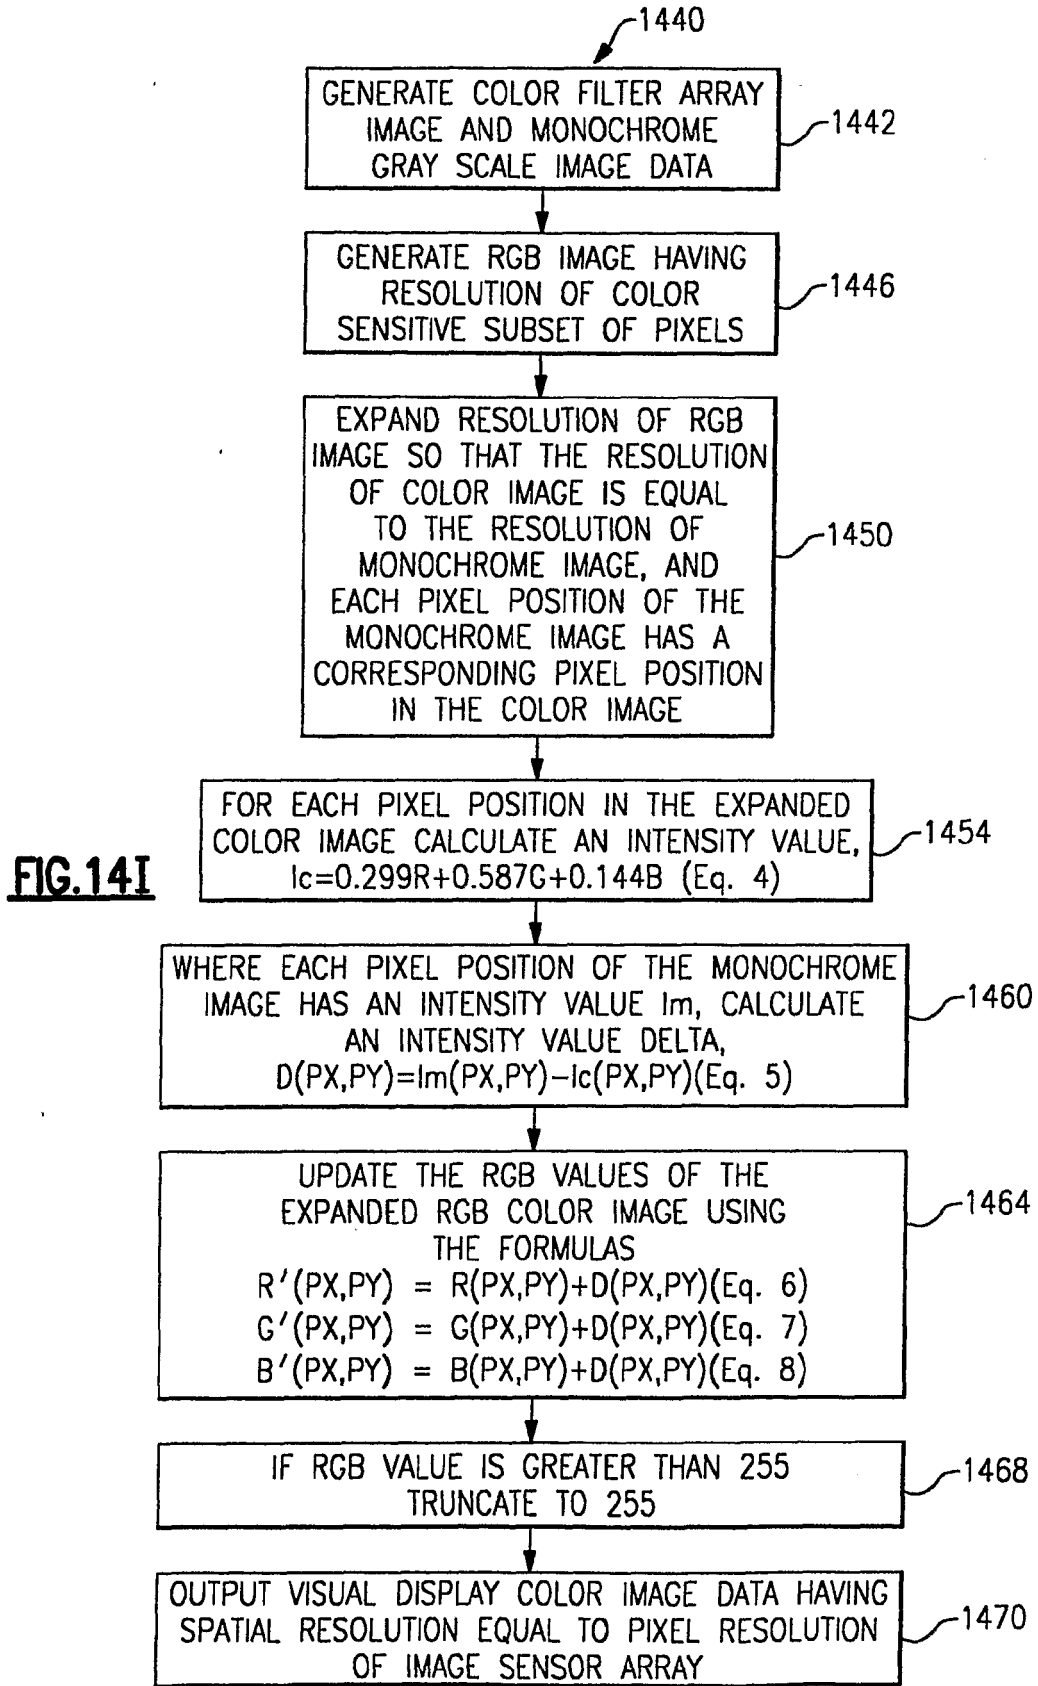 1440
GENERATE COLOR FILTER ARRAY
IMAGE AND MONOCHROME
GRAY SCALE IMAGE DATA
1442
GENERATE RGB IMAGE HAVING
RESOLUTION OF COLOR
SENSITIVE SUBSET OF PIXELS
1446
EXPAND RESOLUTION OF RGB
IMAGE SO THAT THE RESOLUTION
OF COLOR IMAGE IS EQUAL
TO THE RESOLUTION OF
MONOCHROME IMAGE, AND
EACH PIXEL POSITION OF THE
MONOCHROME IMAGE HAS A
CORRESPONDING PIXEL POSITION
IN THE COLOR IMAGE
1450
FOR EACH PIXEL POSITION IN THE EXPANDED
COLOR IMAGE CALCULATE AN INTENSITY VALUE,
Ic=0.299R+0.587G+0.144B (Eq. 4)
1454
FIG.14I
WHERE EACH PIXEL POSITION OF THE MONOCHROME
IMAGE HAS AN INTENSITY VALUE Im, CALCULATE
AN INTENSITY VALUE DELTA,
D(PX,PY)=Im(PX,PY)-Ic(PX,PY)(Eq. 5)
1460
UPDATE THE RGB VALUES OF THE
EXPANDED RGB COLOR IMAGE USING
THE FORMULAS
R'(PX,PY) = R(PX,PY)+D(PX,PY)(Eq. 6)
G'(PX,PY) = G(PX,PY)+D(PX,PY)(Eq. 7)
B'(PX,PY) = B(PX,PY)+D(PX,PY)(Eq. 8)
1464
IF RGB VALUE IS GREATER THAN 255
TRUNCATE TO 255
1468
OUTPUT VISUAL DISPLAY COLOR IMAGE DATA HAVING
SPATIAL RESOLUTION EQUAL TO PIXEL RESOLUTION
OF IMAGE SENSOR ARRAY
1470